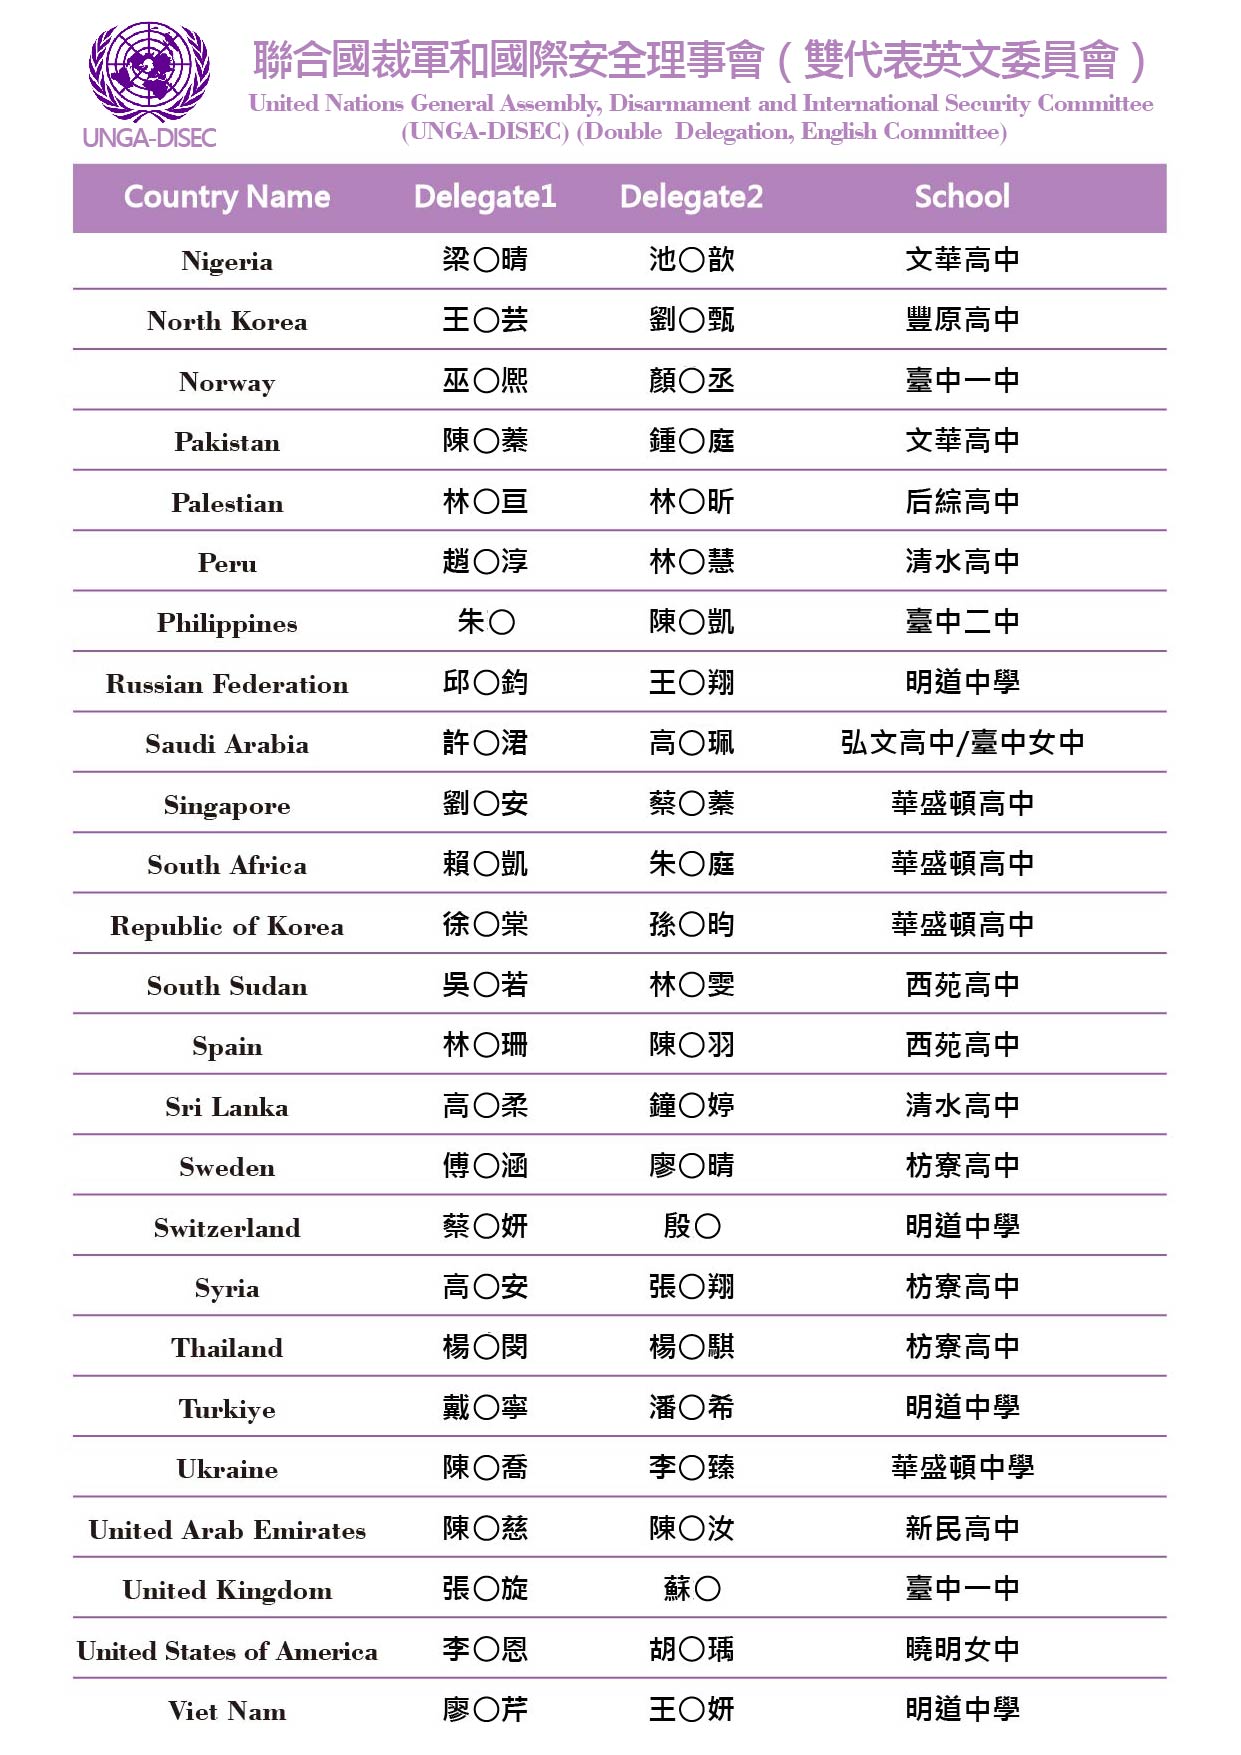 聯合國裁軍和國際安全理事會（雙代表英文委員會）
United Nations General Assembly, Disarmament and International Security Committee
(UNGA-DISEC) (Double Delegation, English Committee)
UNGA-DISEC
Country Name Delegate1 Delegate2 School
Nigeria 梁〇晴 池〇歆 文華高中
North Korea 王〇芸 劉〇甄 豐原高中
Norway 巫〇熙 顏〇丞 臺中一中
Pakistan 陳〇蓁 鍾〇庭 文華高中
Palestian 林〇亘 林〇昕 后綜高中
Peru 趙〇淳 林〇慧 清水高中
Philippines 朱〇 陳〇凱 臺中二中
Russian Federation 邱〇鈞 王〇翔 明道中學
Saudi Arabia 許〇涒 高〇珮 弘文高中/臺中女中
Singapore 劉〇安 蔡〇蓁 華盛頓高中
South Africa 賴〇凱 朱〇庭 華盛頓高中
Republic of Korea 徐〇棠 孫〇昀 華盛頓高中
South Sudan 吳〇若 林〇雯 西苑高中
Spain 林〇珊 陳〇羽 西苑高中
Sri Lanka 高〇柔 鐘〇婷 清水高中
Sweden 傅〇涵 廖〇晴 枋寮高中
Switzerland 蔡〇妍 殷〇 明道中學
Syria 高〇安 張〇翔 枋寮高中
Thailand 楊〇閔 楊〇騏 枋寮高中
Turkiye 戴〇寧 潘〇希 明道中學
Ukraine 陳〇喬 李〇臻 華盛頓中學
United Arab Emirates 陳〇慈 陳〇汝 新民高中
United Kingdom 張〇旋 蘇〇 臺中一中
United States of America 李〇恩 胡〇瑀 曉明女中
Viet Nam 廖〇芹 王〇妍 明道中學